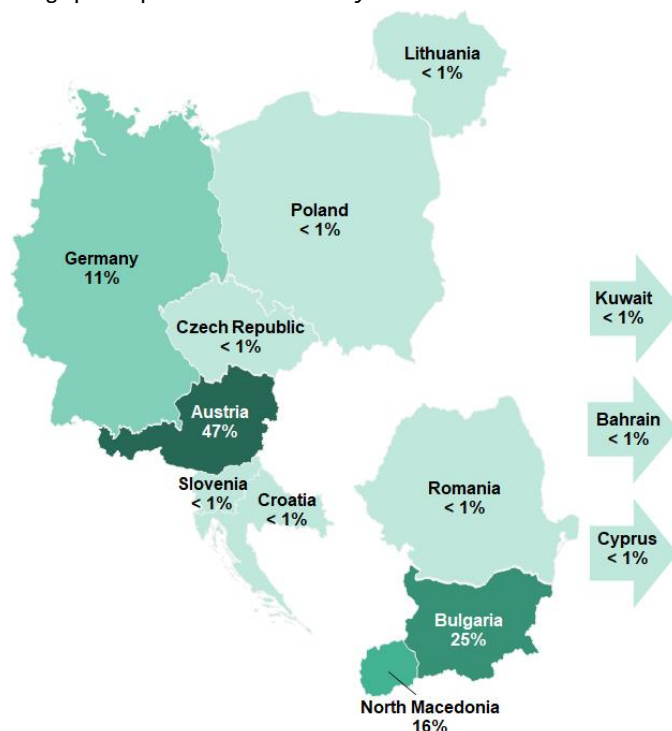 Lithuania
< 1%
Poland
< 1%
Germany
11%
Kuwait
< 1%
Czech Republic
< 1%
Austria
47%
Bahrain
< 1%
Slovenia
< 1%
Croatia
< 1%
Romania
< 1%
Cyprus
< 1%
Bulgaria
25%
North Macedonia
16%